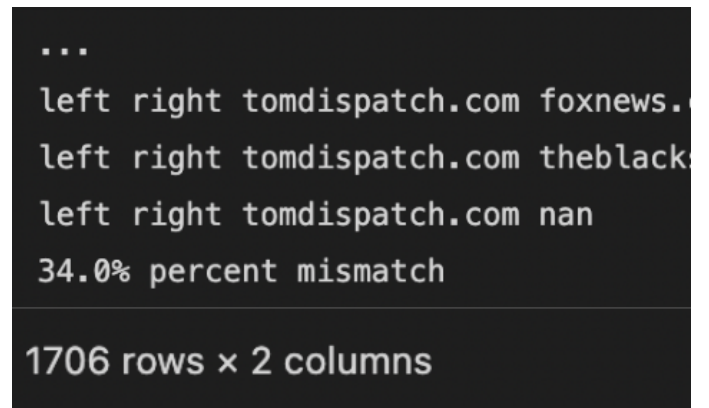 ...
left right tomdispatch.com foxnews.
left right tomdispatch.com theblack
left right tomdispatch.com nan
34.0% percent mismatch
1706 rows × 2 columns